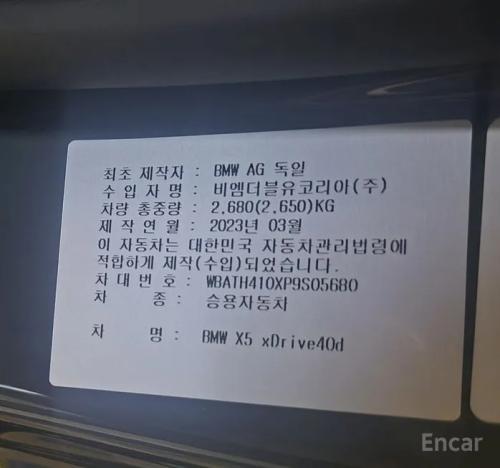 최초 제작자 : BMW AG 독일
수 입 자 명 : 비엠더블유코리아(주)
차량 총중량 : 2,680(2,650)KG
제 작 연 월 : 2023년 03월
이 자동차는 대한민국 자동차관리법령에
적합하게 제작(수입)되었습니다.
차 대 번 호 : WBATH410XP9S05680
차 종 : 승용자동차
차 명 : BMW X5 xDrive40d
Encar